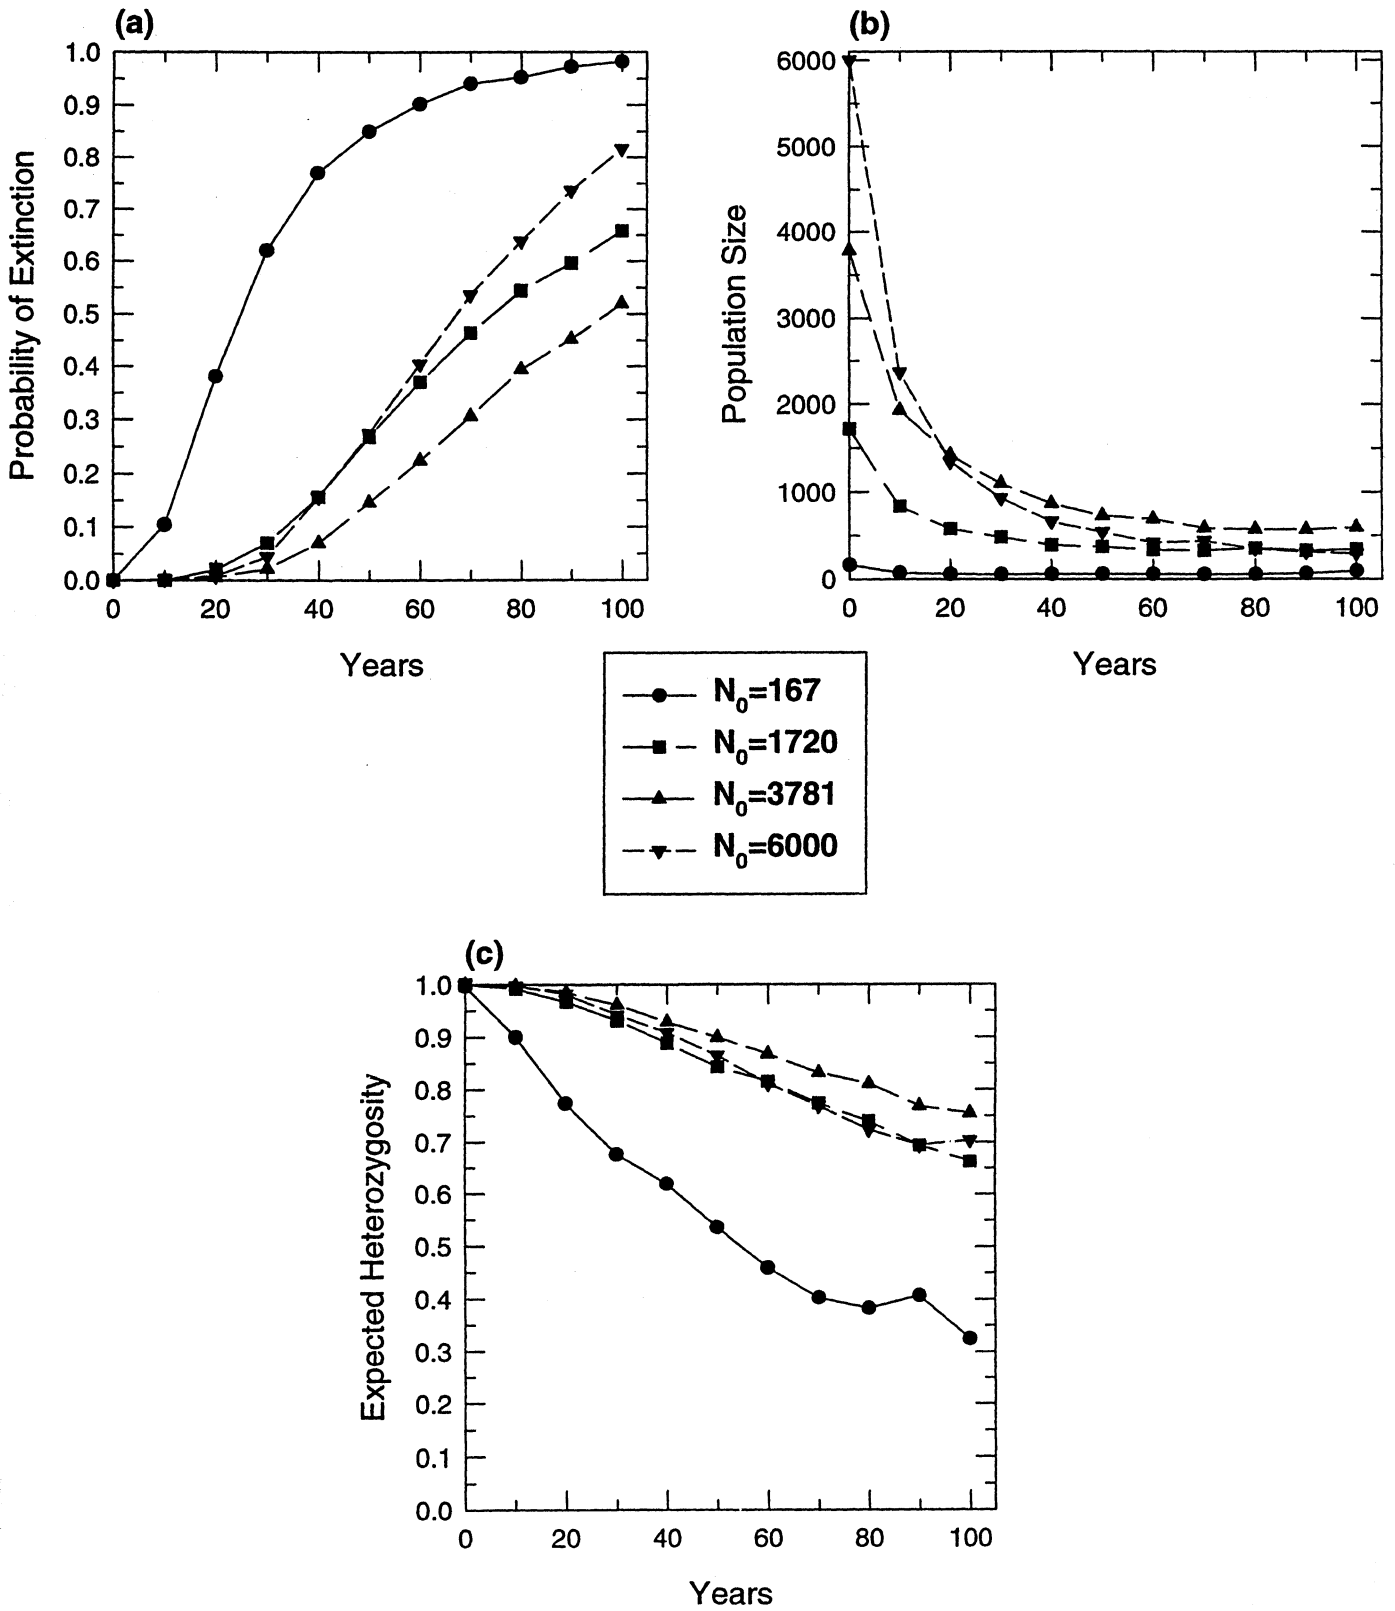 (a)
Probability of Extinction
1.0
0.9
0.8
0.7
0.6
0.5
0.4
0.3
0.2
0.1
0.0
0 20 40 60 80 100
Years
(b)
Population Size
6000
5000
4000
3000
2000
1000
0
0 20 40 60 80 100
Years
N0=167
N0=1720
N0=3781
N0=6000
(c)
Expected Heterozygosity
1.0
0.9
0.8
0.7
0.6
0.5
0.4
0.3
0.2
0.1
0.0
0 20 40 60 80 100
Years